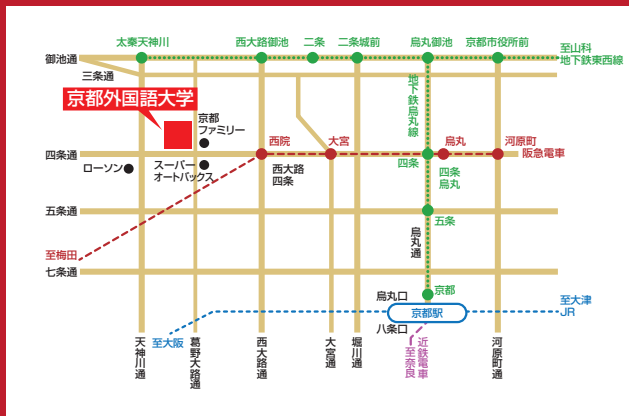 太秦天神川
西大路御池
二条
二条城前
烏丸御池
京都市役所前
御池通
至山科
地下鉄東西線
三条通
地下鉄烏丸線
京都外国語大学
京都
ファミリー
四条通
西院
大宮
四条
烏丸
河原町
阪急電車
ローソン
スーパー
オートバックス
西大路
四条
四条
烏丸
五条通
五条
烏丸通
至梅田
七条通
烏丸口
京都
京都駅
至大津
JR
八条口
至大阪
近鉄電車
至奈良
天神川通
葛野大路通
西大路通
大宮通
堀川通
河原町通